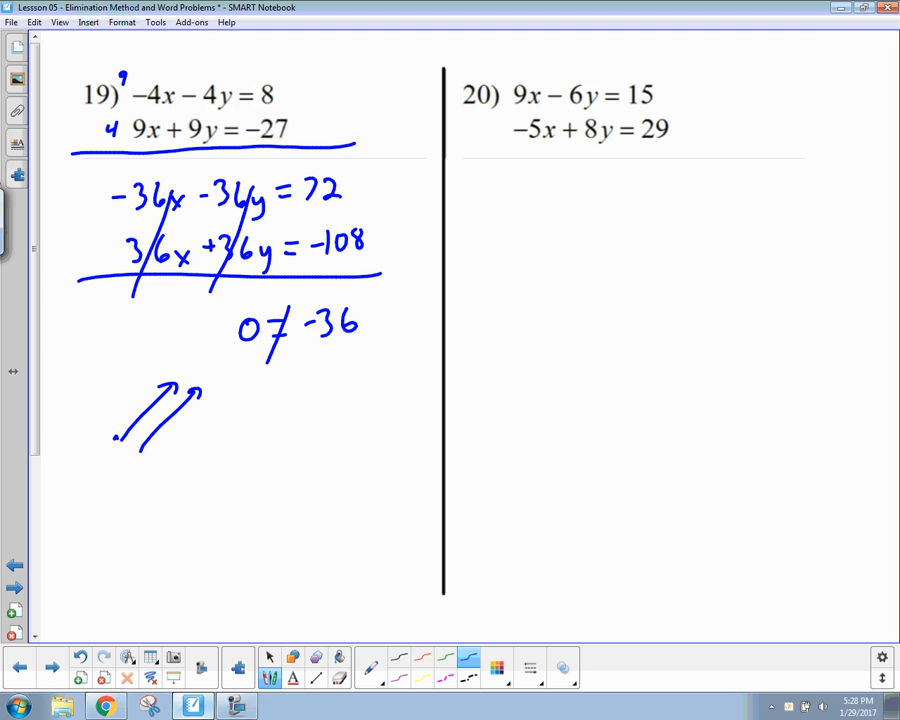 Lessson 05 - Elimination Method and Word Problems * - SMART Notebook
File Edit View Insert Format Tools Add-ons Help
19) 9 -4x - 4y = 8
4 9x + 9y = -27
-36x -36y = 72
36x +36y = -108
0 ≠ -36
20) 9x - 6y = 15
-5x + 8y = 29
5:28 PM
1/29/2017